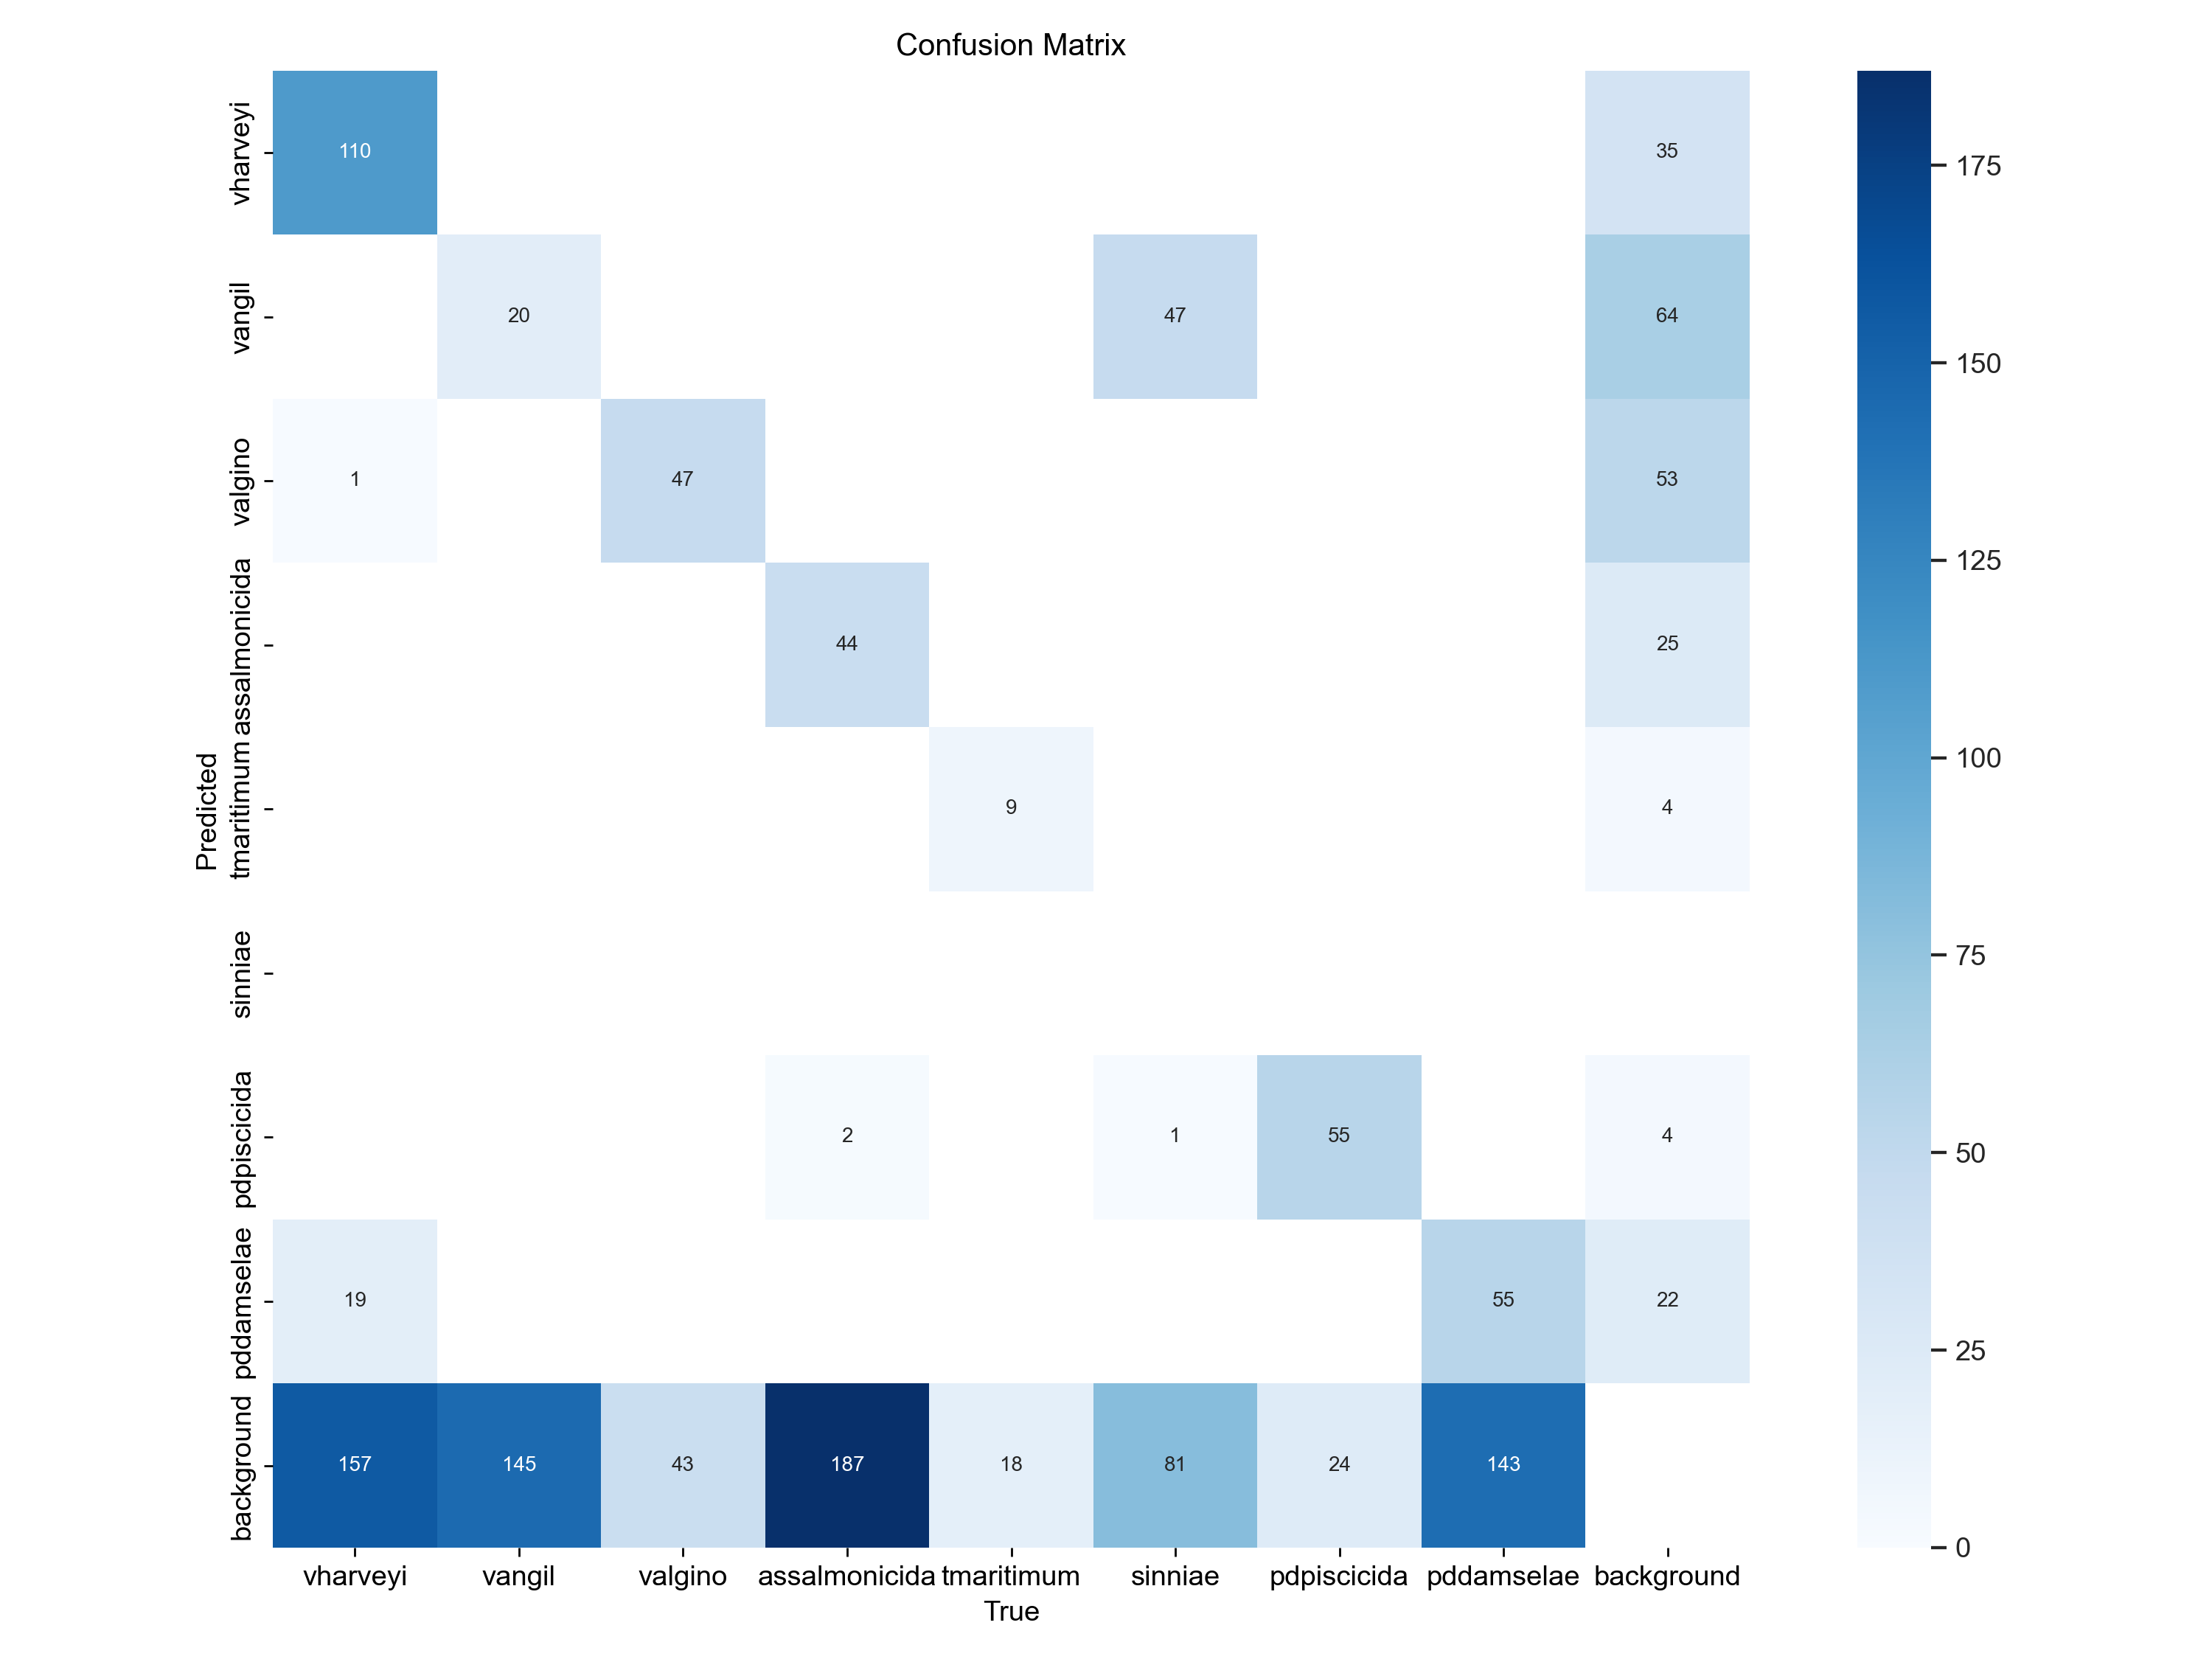 Confusion Matrix
vharveyi
110
35
175
vangil
20
47
64
150
valgino
1
47
53
125
assalmonicida
44
25
100
Predicted
tmaritimum
9
4
sinniae
75
pdpiscicida
2
1
55
4
50
pddamselae
19
55
22
25
background
157
145
43
187
18
81
24
143
0
vharveyi vangil valgino assalmonicida tmaritimum sinniae pdpiscicida pddamselae background
True